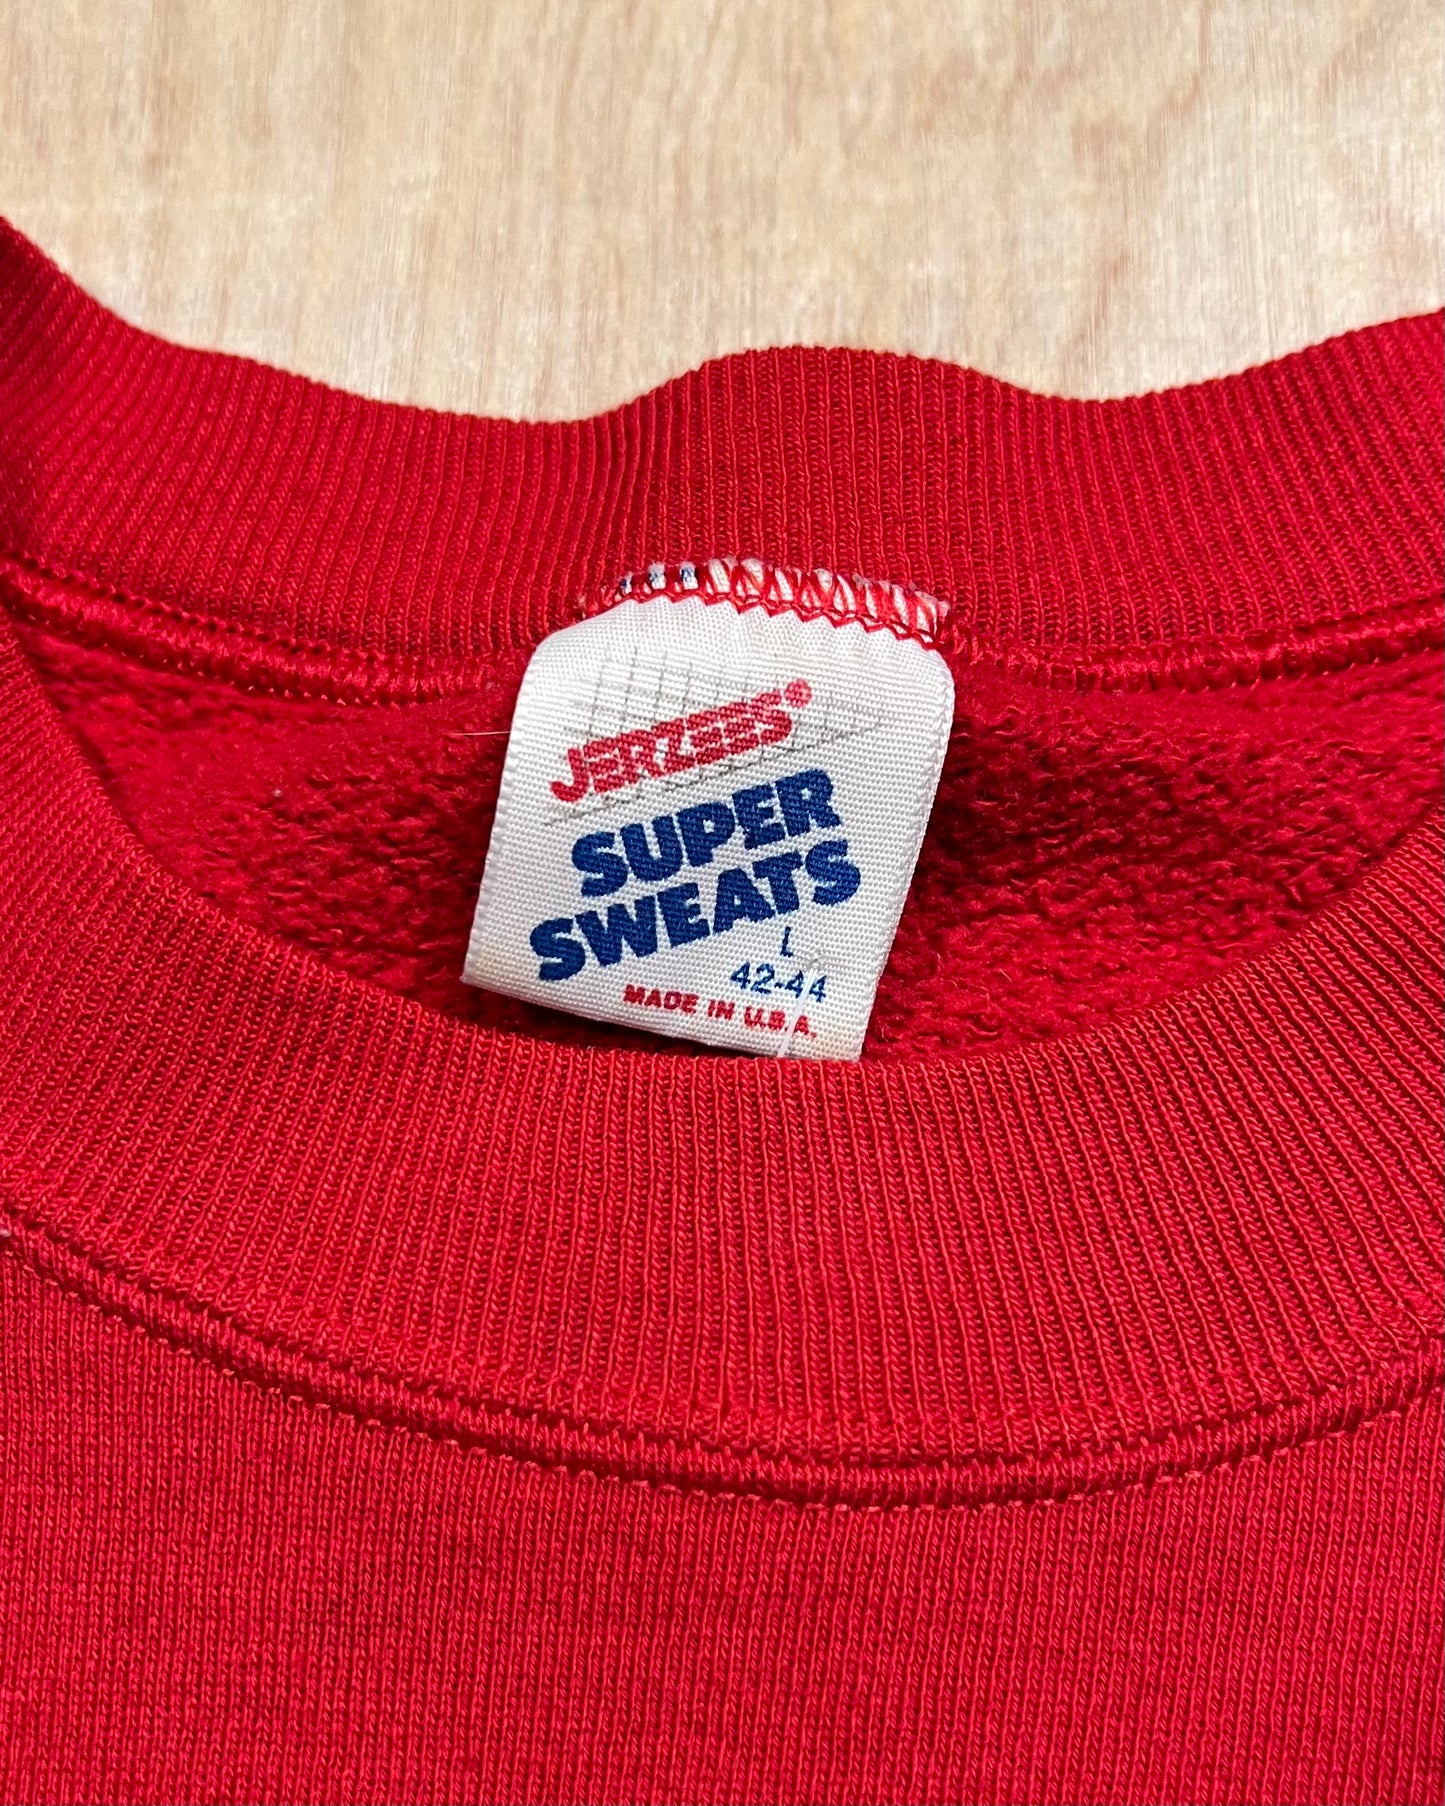 JERZEES®
SUPER
SWEATS
L
42-44
MADE IN U.S.A.